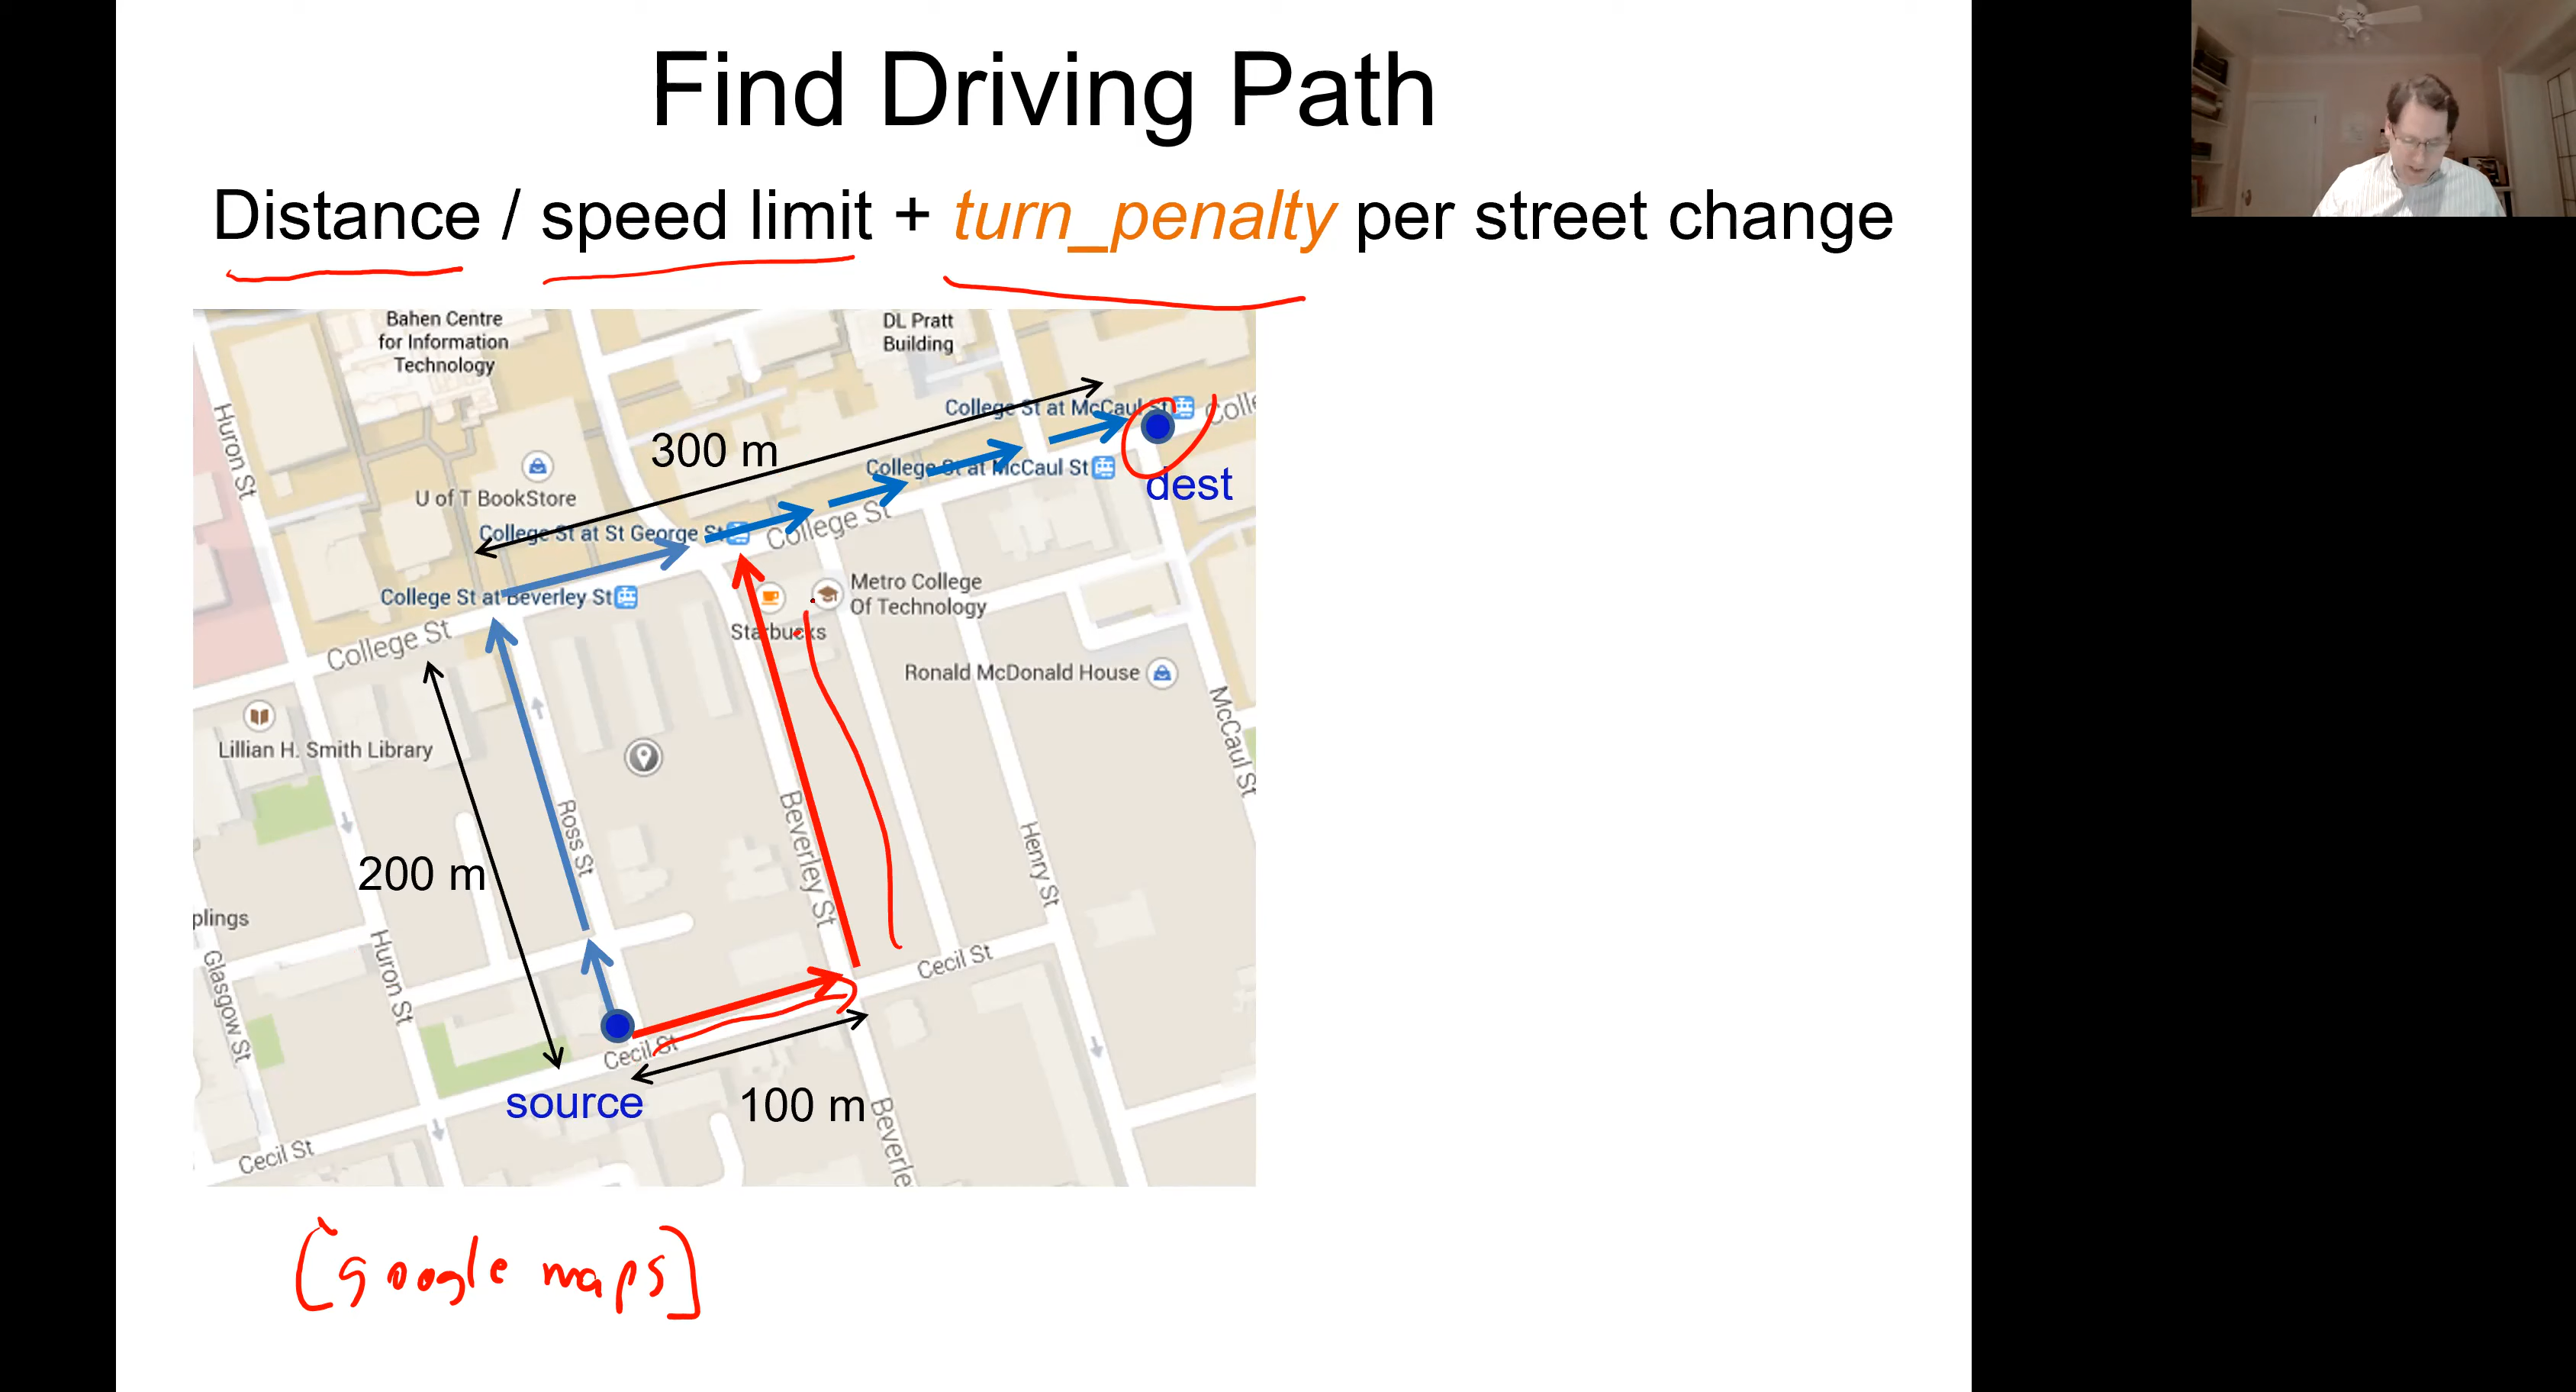 Find Driving Path
Distance / speed limit + turn_penalty per street change
Bahen Centre
for Information
Technology
DL Pratt
Building
Huron St
College St at McCaul St
Colle
300 m
College St at McCaul St
dest
U of T BookStore
College St at St George St
College St
College St at Beverley St
Metro College
Of Technology
Starbucks
College St
Ronald McDonald House
McCaul St
Lillian H. Smith Library
Ross St
Beverley St
Henry St
200 m
plings
Glasgow St
Huron St
Cecil St
Cecil St
source
100 m
Beverle
Cecil St
[google maps]